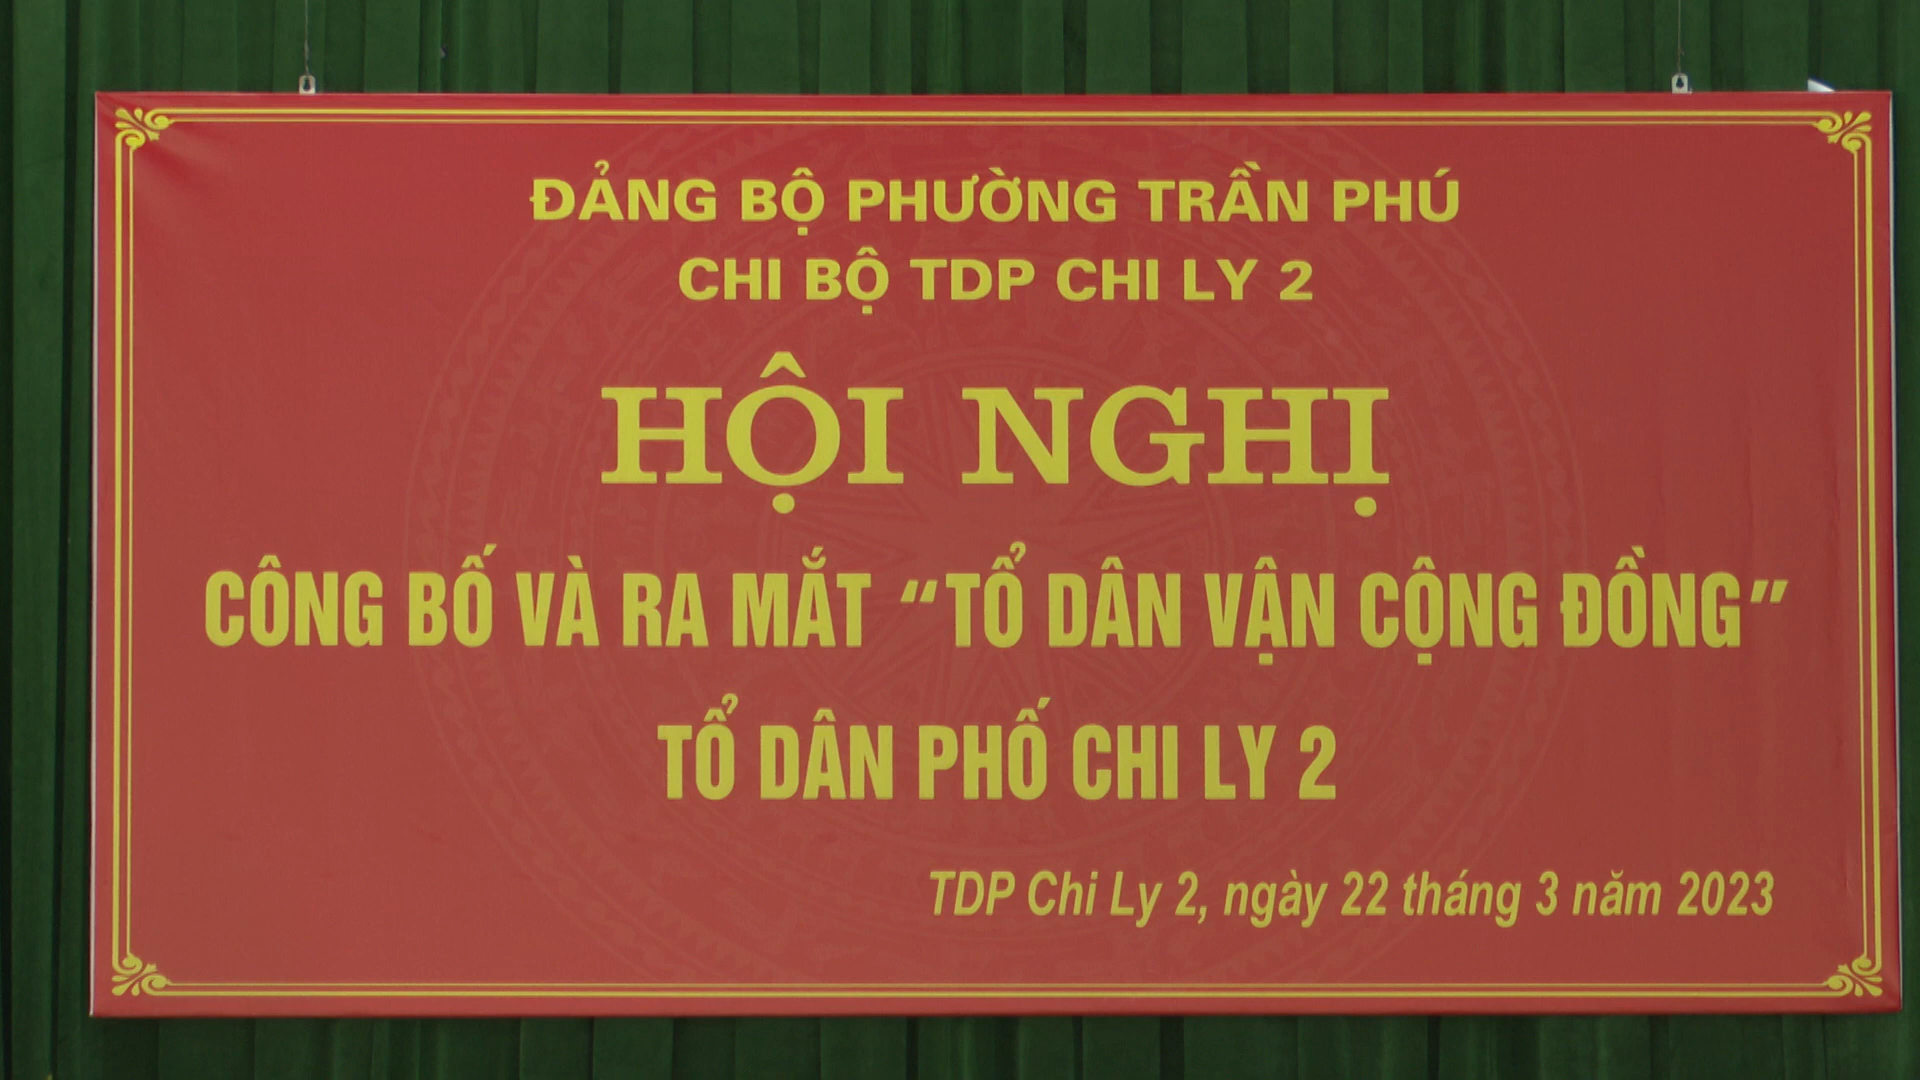 ĐẢNG BỘ PHƯỜNG TRẦN PHÚ
CHI BỘ TDP CHI LY 2
HỘI NGHỊ
CÔNG BỐ VÀ RA MẮT “TỔ DÂN VẬN CỘNG ĐỒNG”
TỔ DÂN PHỐ CHI LY 2
TDP Chi Ly 2, ngày 22 tháng 3 năm 2023